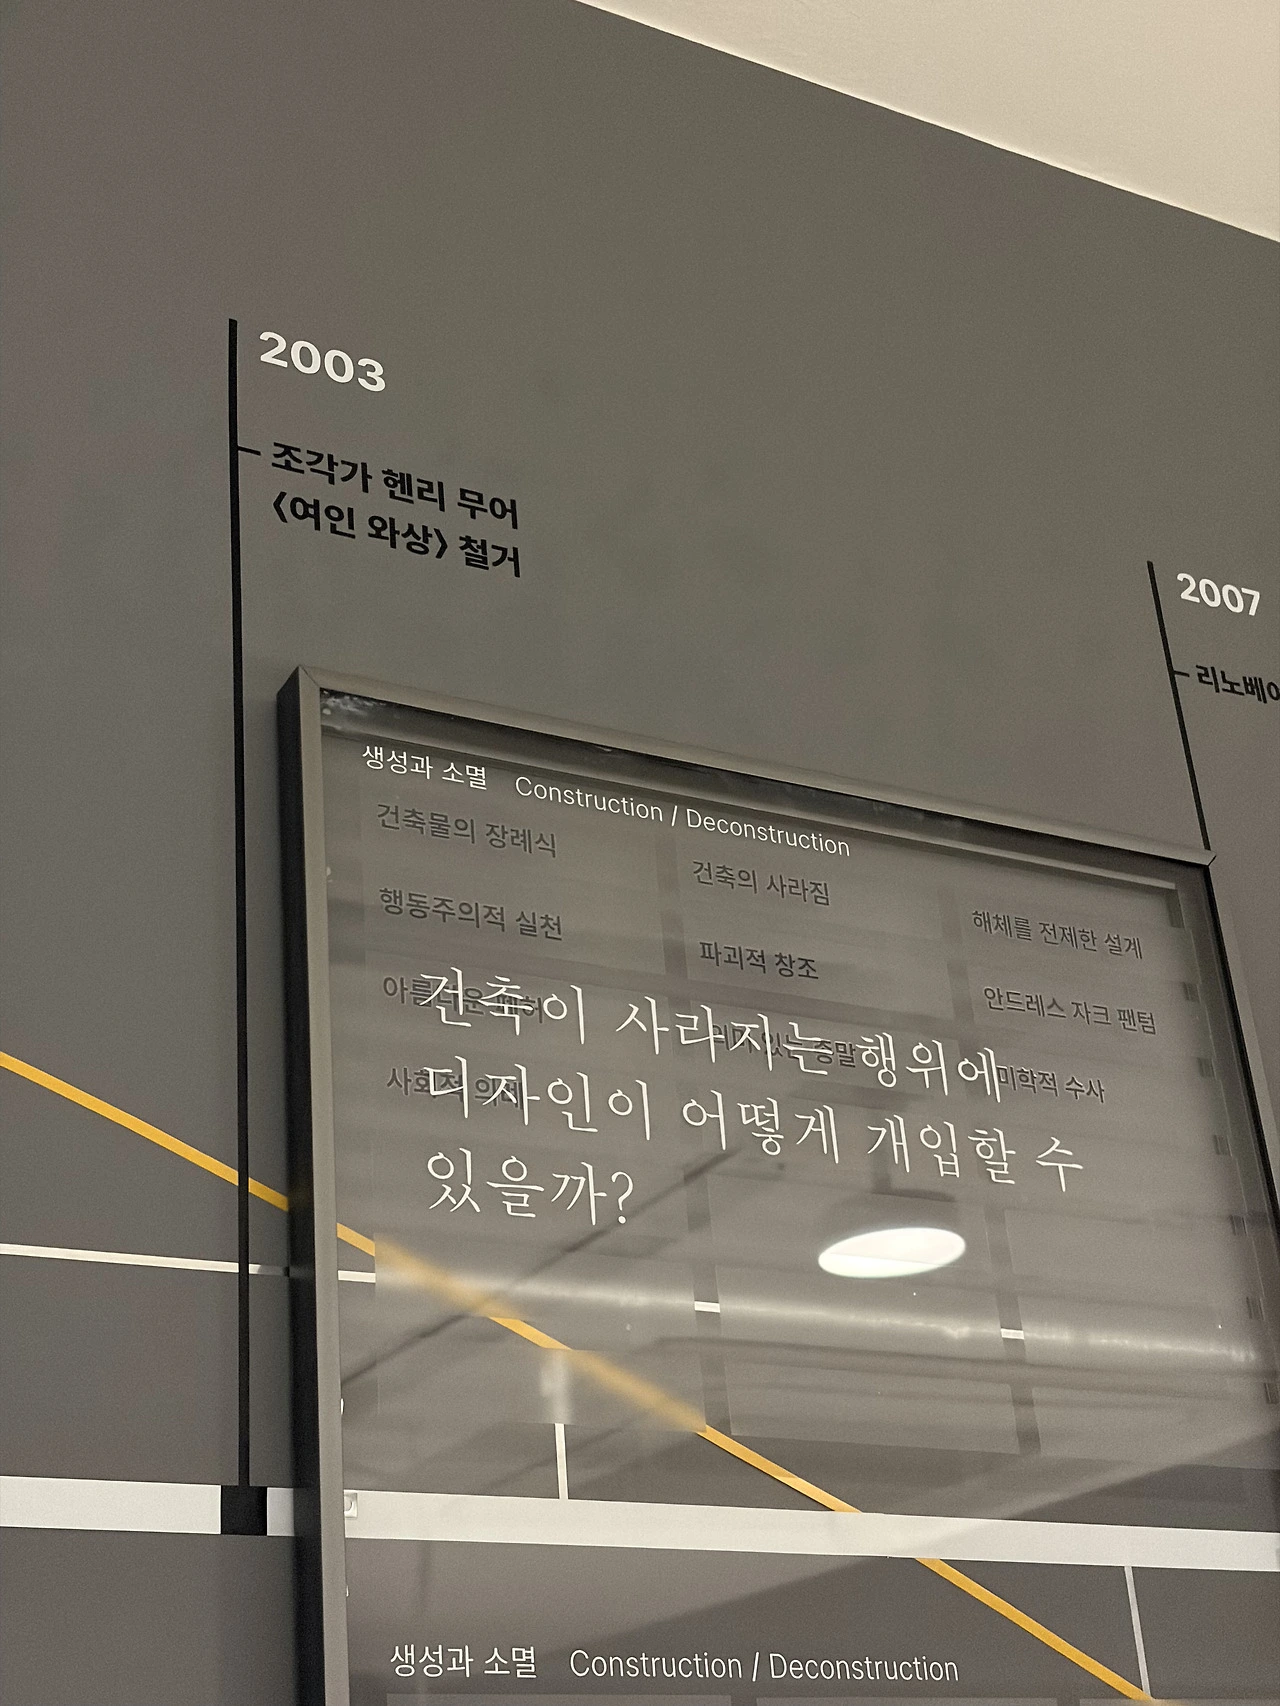 2003
조각가 헨리 무어
〈여인 와상〉 철거
2007
생성과 소멸 Construction / Deconstruction
건축물의 장례식
건축의 사라짐
해체를 전제한 설계
행동주의적 실천
파괴적 창조
안드레스 자크 팬텀
미학적 수사
건축이 사라지는 행위에
디자인이 어떻게 개입할 수
있을까?
생성과 소멸 Construction / Deconstruction